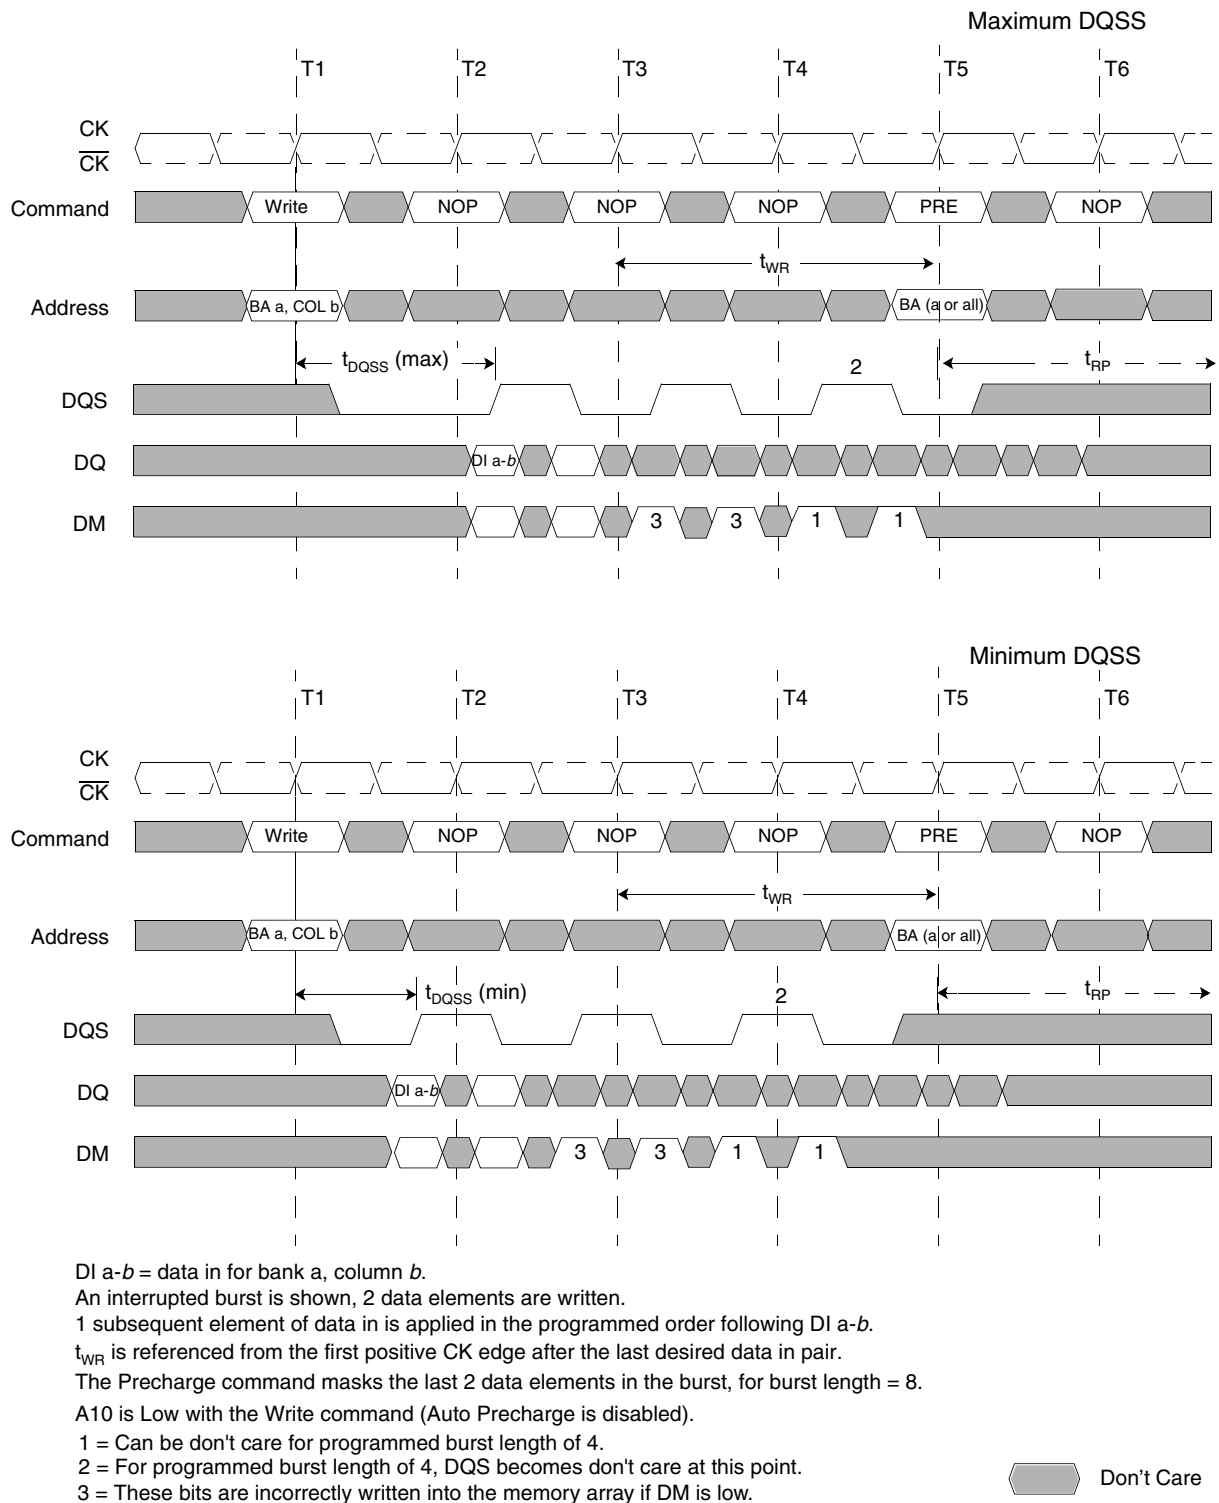 Maximum DQSS
T1 T2 T3 T4 T5 T6
CK
CK
Command Write NOP NOP NOP PRE NOP
tWR
Address BA a, COL b BA (a or all)
tDQSS (max) 2 tRP
DQS
DQ DI a-b
DM 3 3 1 1
Minimum DQSS
T1 T2 T3 T4 T5 T6
CK
CK
Command Write NOP NOP NOP PRE NOP
tWR
Address BA a, COL b BA (a or all)
tDQSS (min) 2 tRP
DQS
DQ DI a-b
DM 3 3 1 1
DI a-b = data in for bank a, column b.
An interrupted burst is shown, 2 data elements are written.
1 subsequent element of data in is applied in the programmed order following DI a-b.
tWR is referenced from the first positive CK edge after the last desired data in pair.
The Precharge command masks the last 2 data elements in the burst, for burst length = 8.
A10 is Low with the Write command (Auto Precharge is disabled).
1 = Can be don't care for programmed burst length of 4.
2 = For programmed burst length of 4, DQS becomes don't care at this point.
3 = These bits are incorrectly written into the memory array if DM is low.
Don't Care